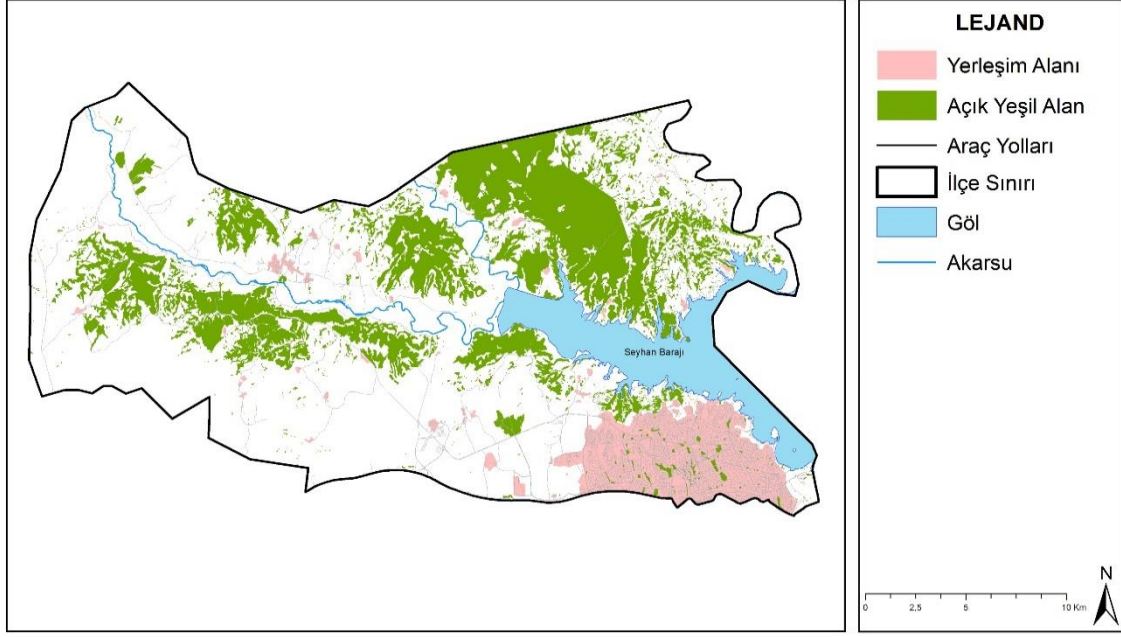 Seyhan Barajı
LEJAND
Yerleşim Alanı
Açık Yeşil Alan
Araç Yolları
İlçe Sınırı
Göl
Akarsu
N
0 2,5 5 10 Km